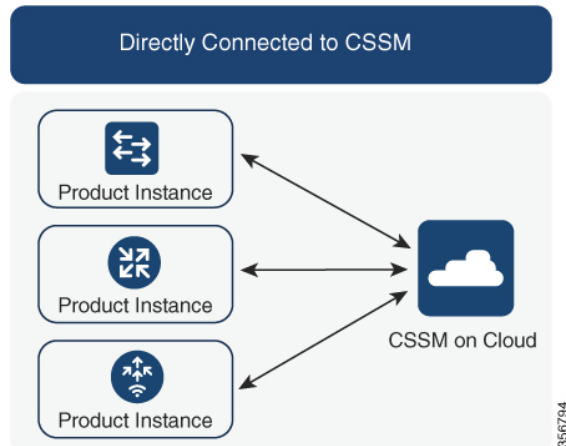 Directly Connected to CSSM
Product Instance
Product Instance
CSSM on Cloud
Product Instance
356794